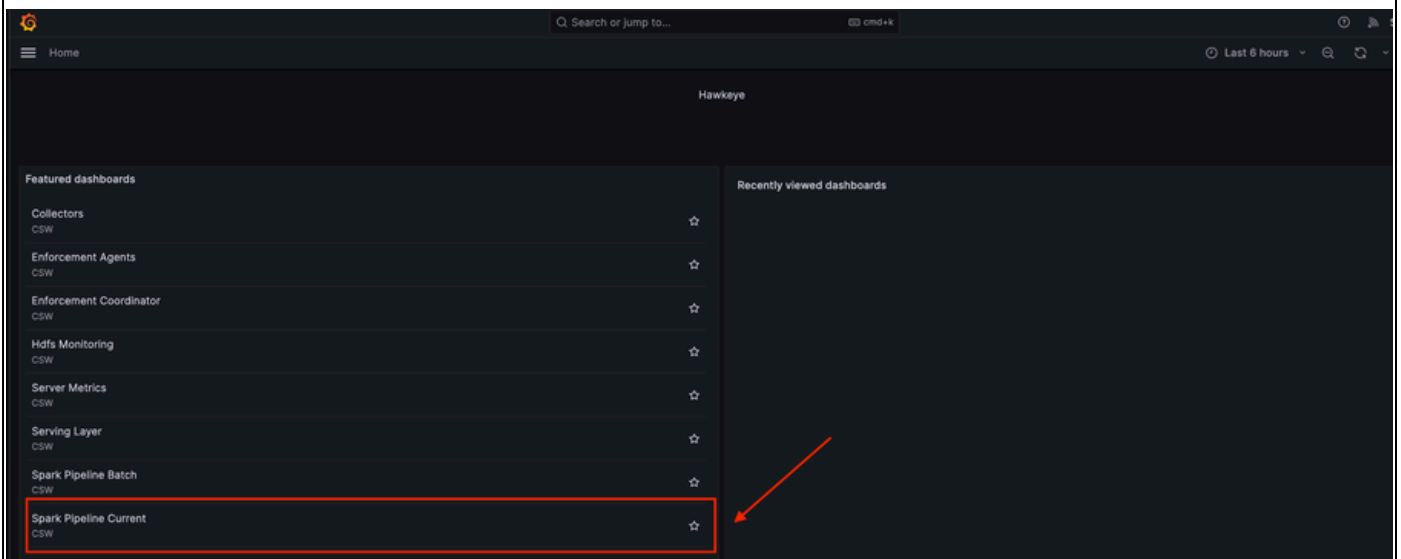 Search or jump to... cmd+k
Home Last 6 hours
Hawkeye
Featured dashboards
Collectors
CSW
Enforcement Agents
CSW
Enforcement Coordinator
CSW
Hdfs Monitoring
CSW
Server Metrics
CSW
Serving Layer
CSW
Spark Pipeline Batch
CSW
Spark Pipeline Current
CSW
Recently viewed dashboards